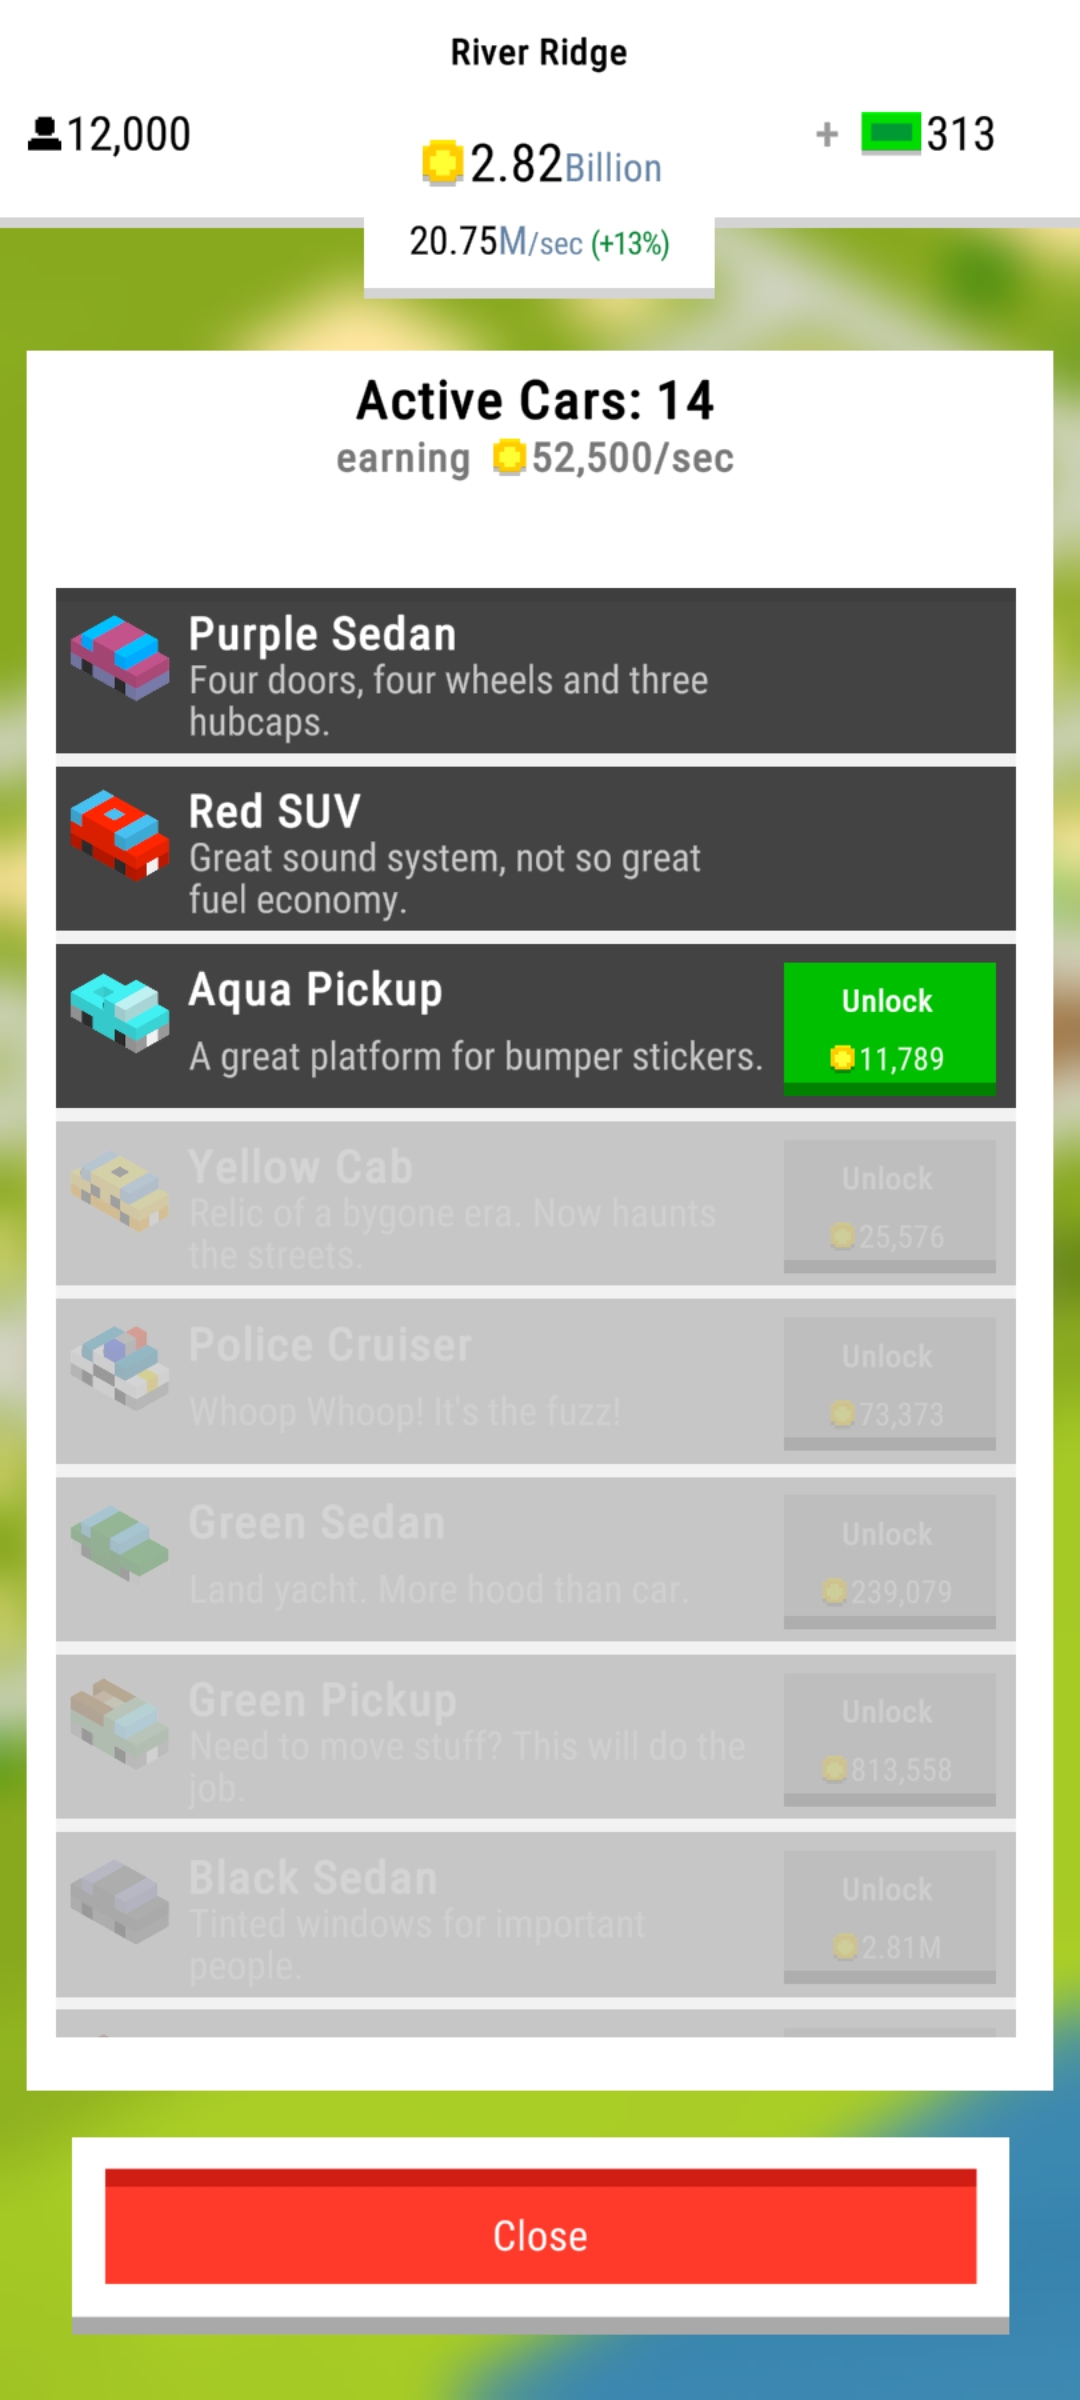 River Ridge
12,000
+ 313
2.82Billion
20.75M/sec (+13%)
Active Cars: 14
earning 52,500/sec
Purple Sedan
Four doors, four wheels and three
hubcaps.
Red SUV
Great sound system, not so great
fuel economy.
Aqua Pickup
A great platform for bumper stickers.
Unlock
11,789
Yellow Cab
Relic of a bygone era. Now haunts
the streets.
Unlock
25,576
Police Cruiser
Whoop Whoop! It's the fuzz!
Unlock
73,373
Green Sedan
Land yacht. More hood than car.
Unlock
239,079
Green Pickup
Need to move stuff? This will do the
job.
Unlock
813,558
Black Sedan
Tinted windows for important
people.
Unlock
2.81M
Close